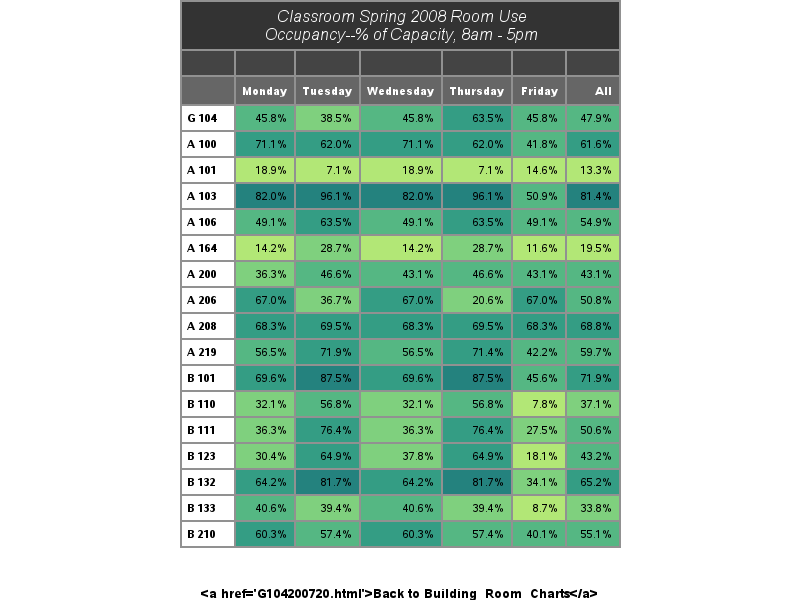 Classroom Spring 2008 Room Use
Occupancy--% of Capacity, 8am - 5pm
Monday Tuesday Wednesday Thursday Friday All
G 104 45.8% 38.5% 45.8% 63.5% 45.8% 47.9%
A 100 71.1% 62.0% 71.1% 62.0% 41.8% 61.6%
A 101 18.9% 7.1% 18.9% 7.1% 14.6% 13.3%
A 103 82.0% 96.1% 82.0% 96.1% 50.9% 81.4%
A 106 49.1% 63.5% 49.1% 63.5% 49.1% 54.9%
A 164 14.2% 28.7% 14.2% 28.7% 11.6% 19.5%
A 200 36.3% 46.6% 43.1% 46.6% 43.1% 43.1%
A 206 67.0% 36.7% 67.0% 20.6% 67.0% 50.8%
A 208 68.3% 69.5% 68.3% 69.5% 68.3% 68.8%
A 219 56.5% 71.9% 56.5% 71.4% 42.2% 59.7%
B 101 69.6% 87.5% 69.6% 87.5% 45.6% 71.9%
B 110 32.1% 56.8% 32.1% 56.8% 7.8% 37.1%
B 111 36.3% 76.4% 36.3% 76.4% 27.5% 50.6%
B 123 30.4% 64.9% 37.8% 64.9% 18.1% 43.2%
B 132 64.2% 81.7% 64.2% 81.7% 34.1% 65.2%
B 133 40.6% 39.4% 40.6% 39.4% 8.7% 33.8%
B 210 60.3% 57.4% 60.3% 57.4% 40.1% 55.1%
<a href='G104200720.html'>Back to Building_Room_Charts</a>